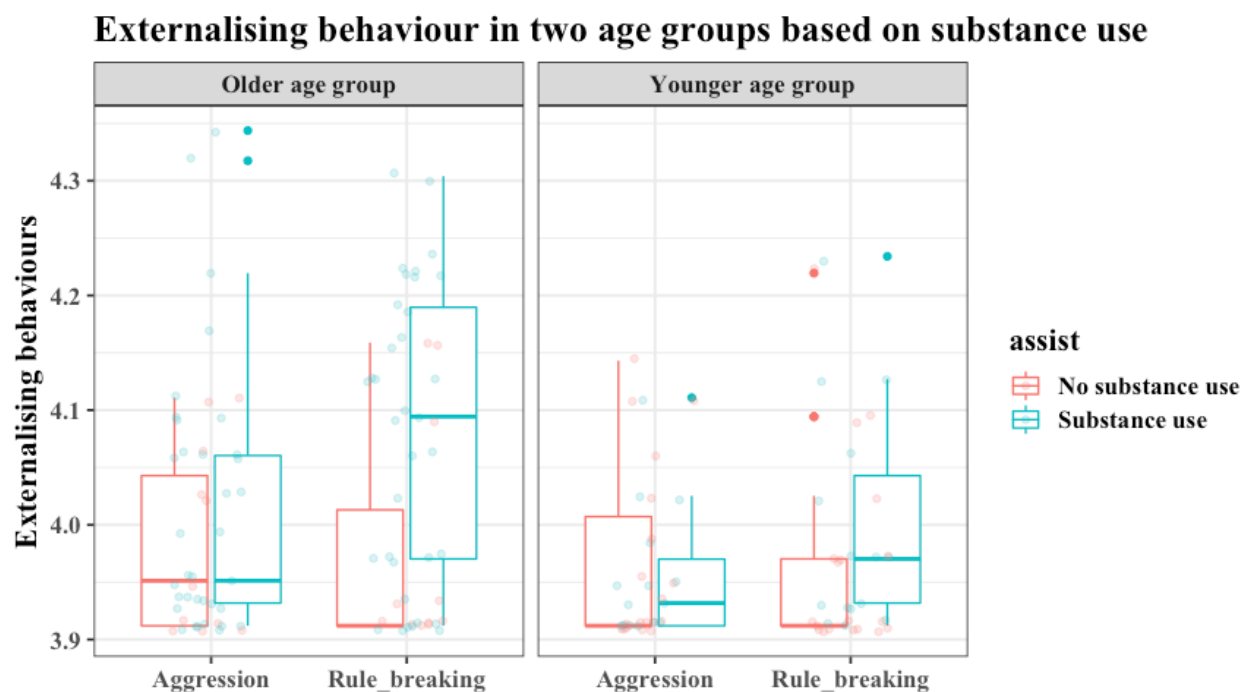 Externalising behaviour in two age groups based on substance use
Older age group
Younger age group
Externalising behaviours
4.3
4.2
4.1
4.0
3.9
Aggression
Rule_breaking
Aggression
Rule_breaking
assist
No substance use
Substance use